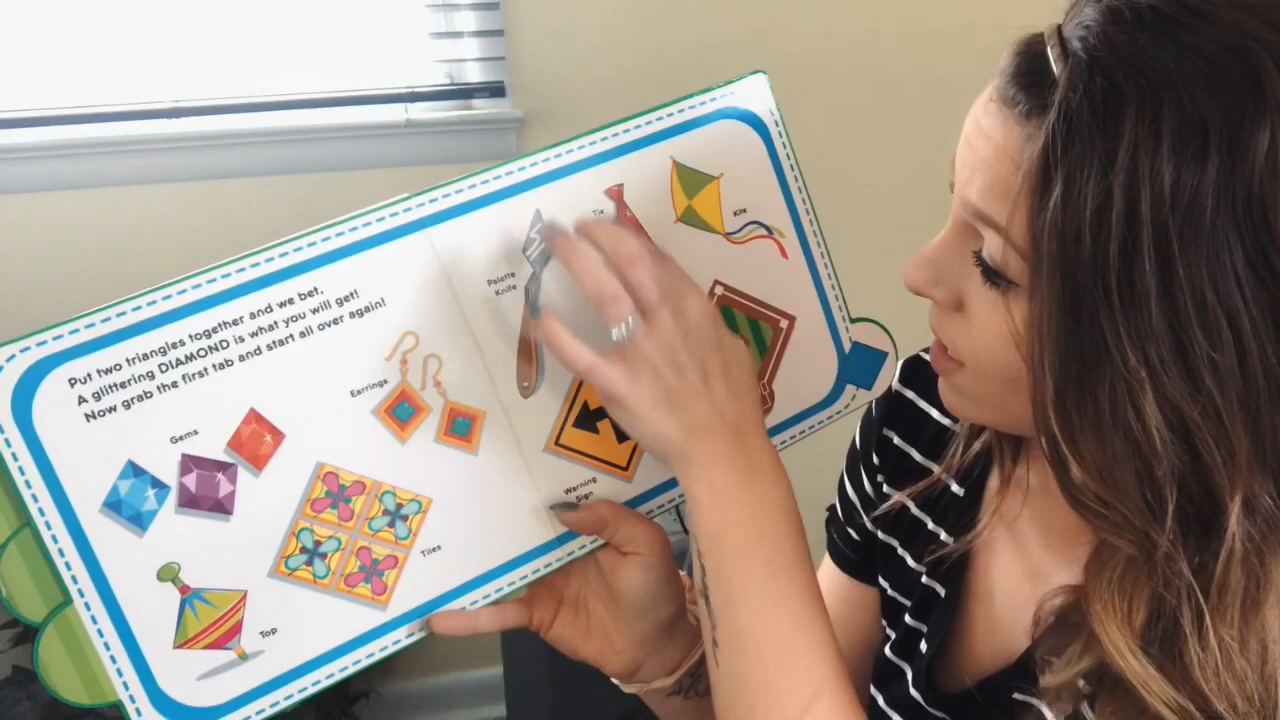 Put two triangles together and we bet,
A glittering DIAMOND is what you will get!
Now grab the first tab and start all over again!
Earrings
Gems
Tiles
Top
Palette
Knife
Tie
Kite
Warning
Sign